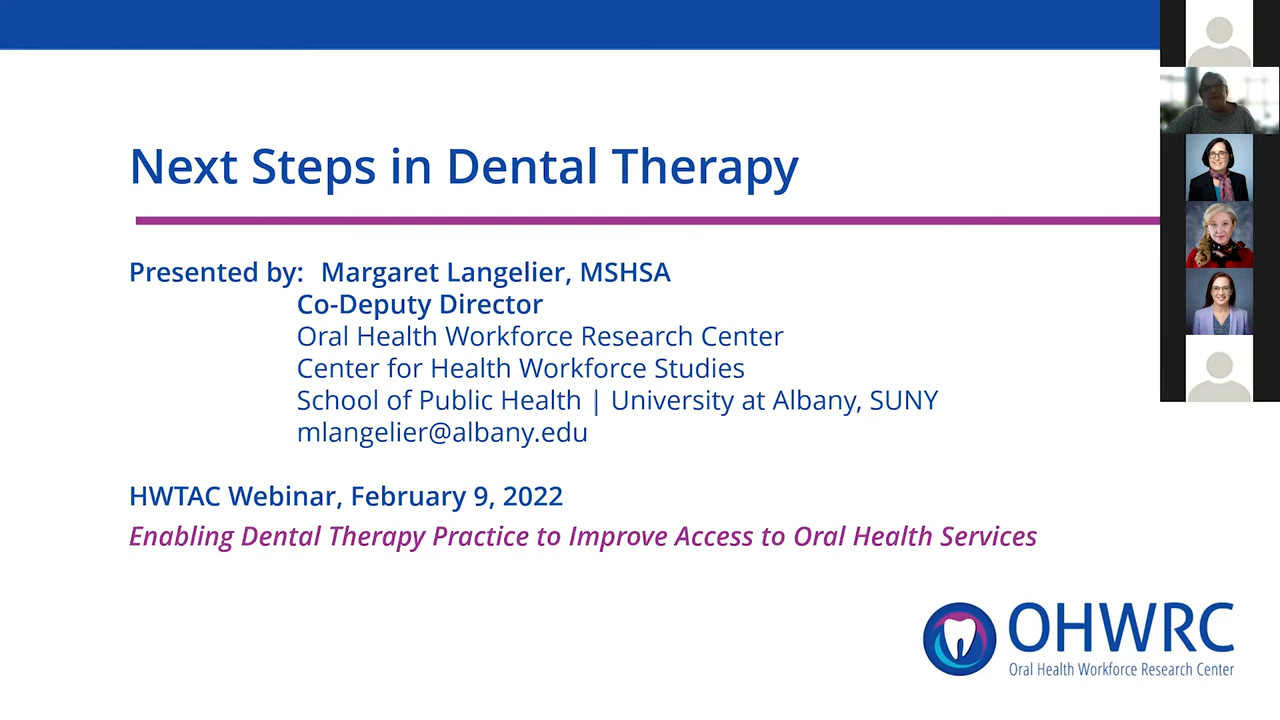 Next Steps in Dental Therapy
Presented by: Margaret Langelier, MSHSA
Co-Deputy Director
Oral Health Workforce Research Center
Center for Health Workforce Studies
School of Public Health | University at Albany, SUNY
mlangelier@albany.edu
HWTAC Webinar, February 9, 2022
Enabling Dental Therapy Practice to Improve Access to Oral Health Services
OHWRC
Oral Health Workforce Research Center